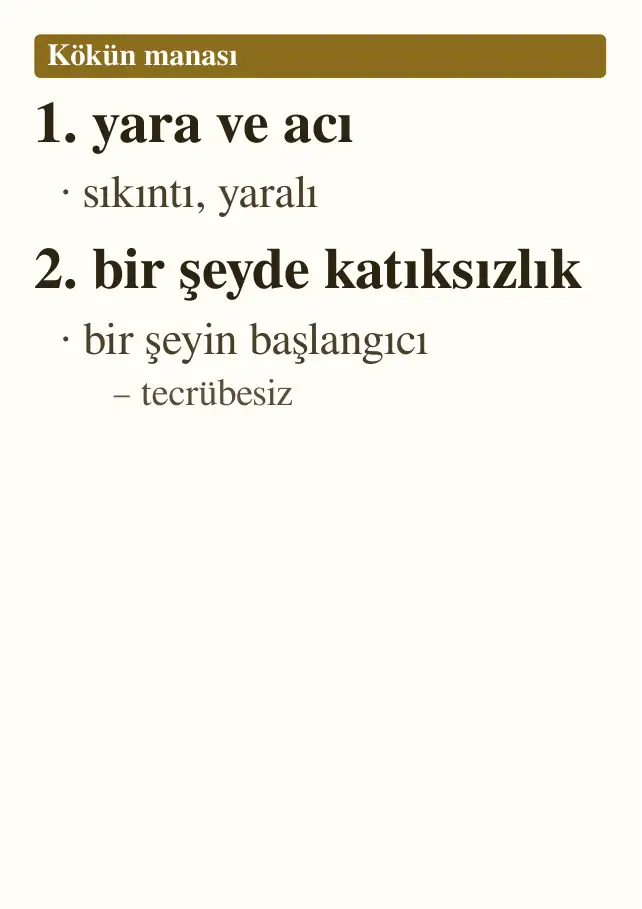 Kökün manası
1. yara ve acı
· sıkıntı, yaralı
2. bir şeyde katıksızlık
· bir şeyin başlangıcı
– tecrübesiz